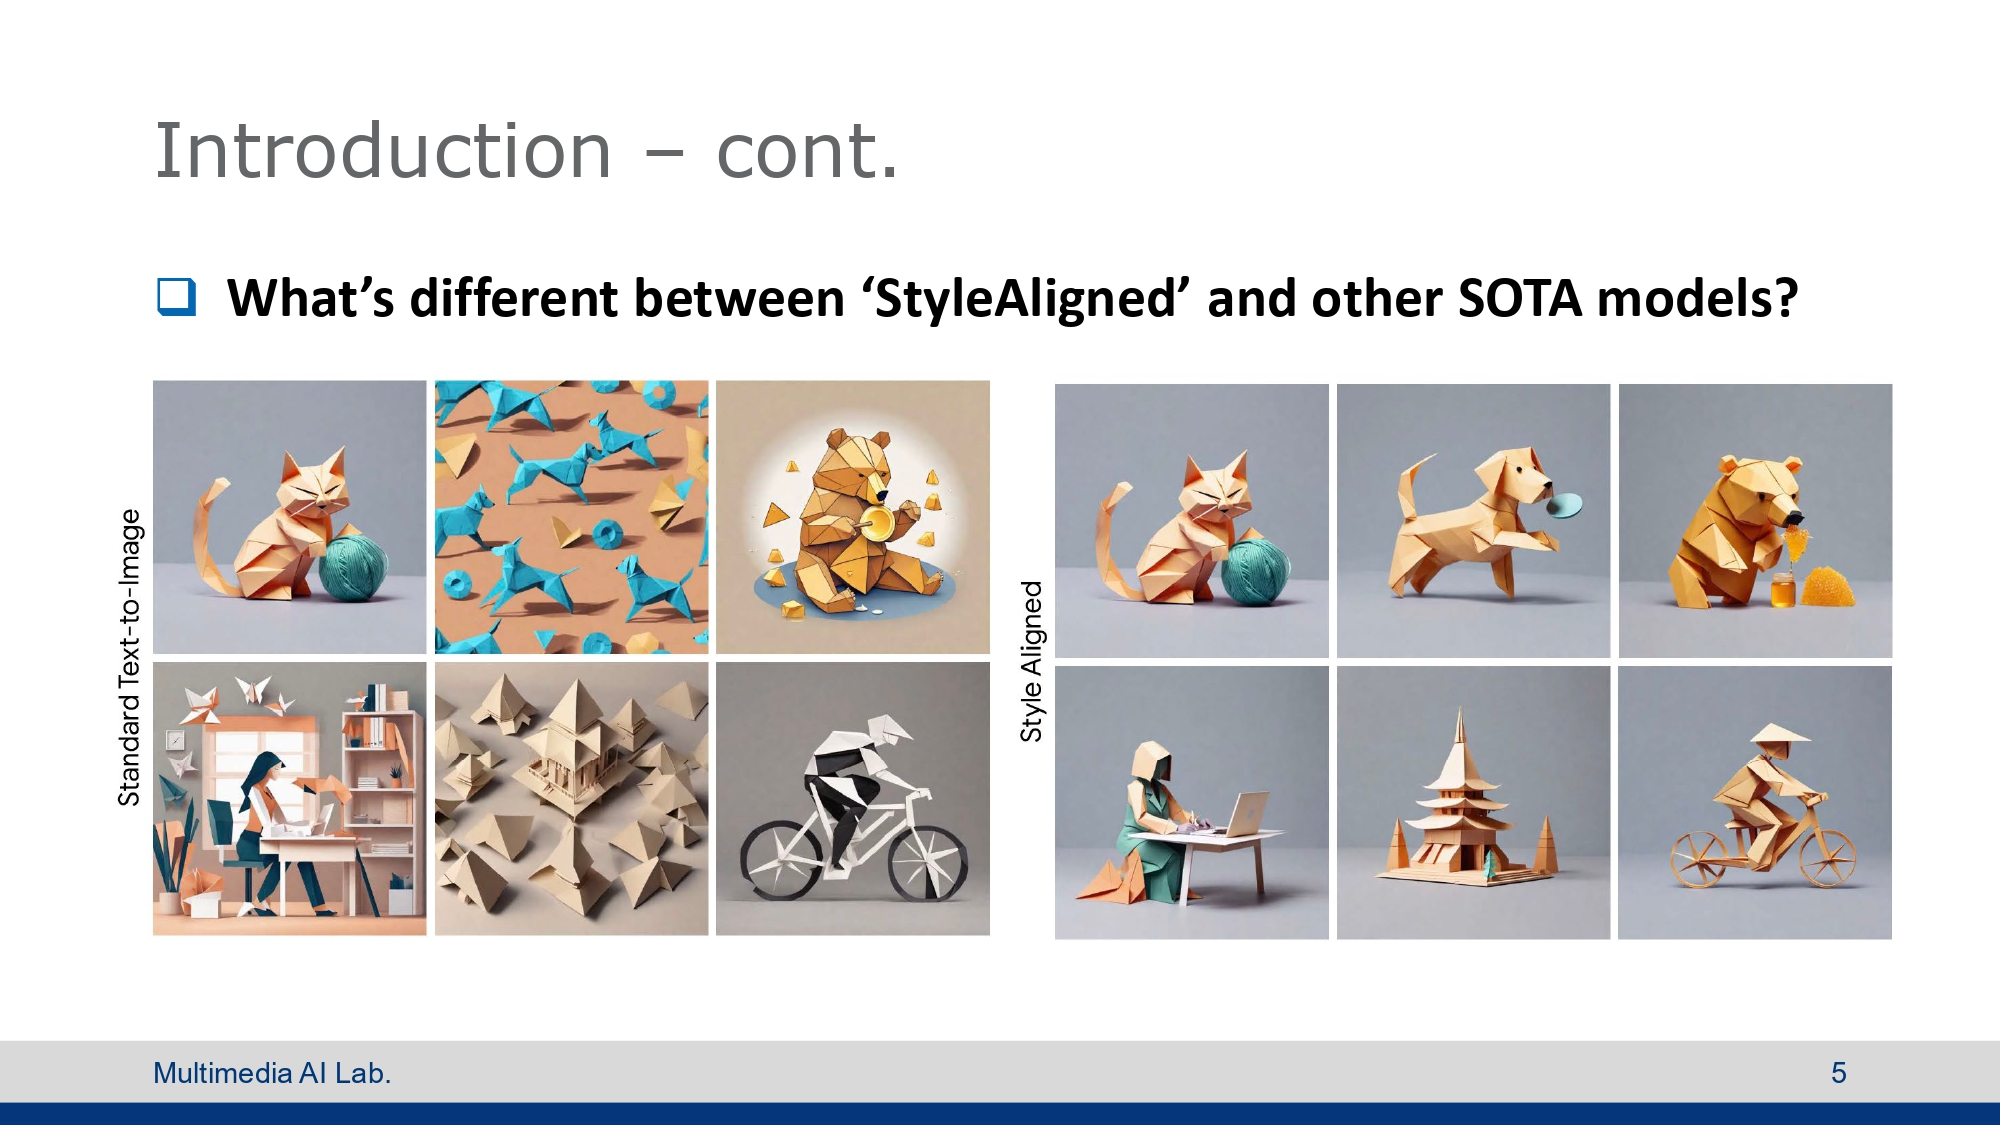 Introduction – cont.
What’s different between ‘StyleAligned’ and other SOTA models?
Standard Text-to-Image
Style Aligned
Multimedia AI Lab.
5